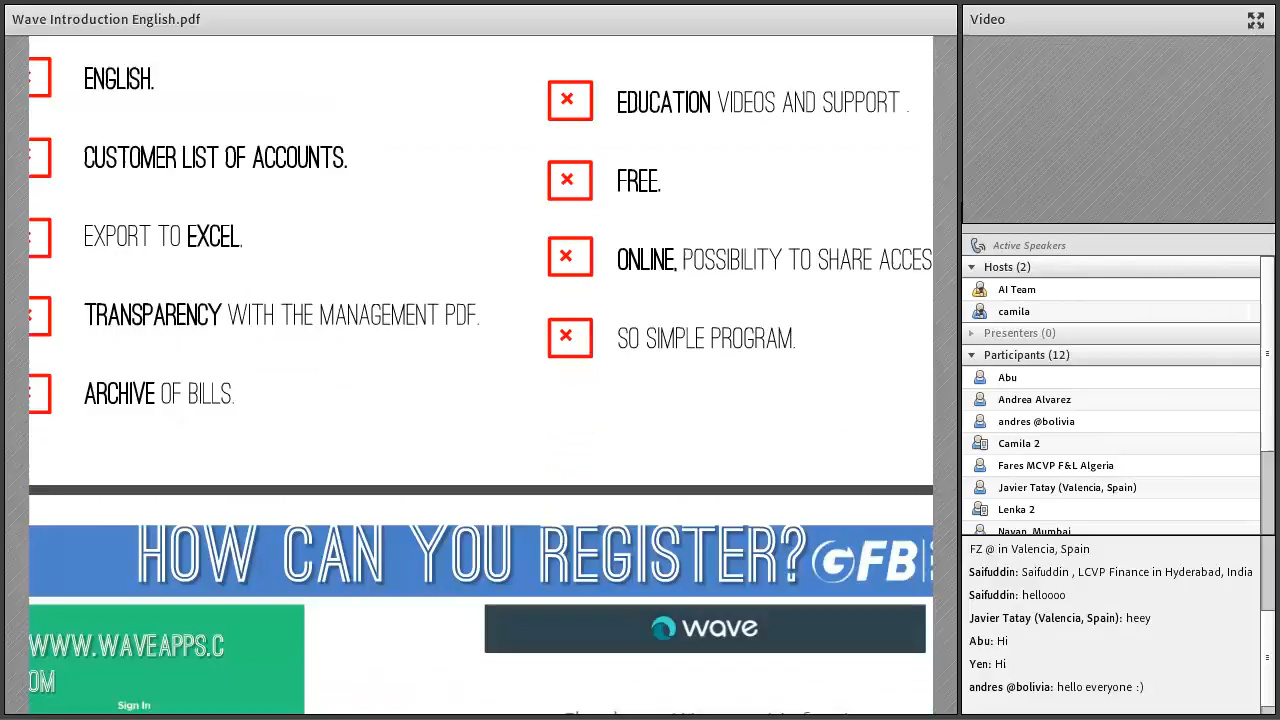 Wave Introduction English.pdf
ENGLISH.
CUSTOMER LIST OF ACCOUNTS.
EXPORT TO EXCEL.
TRANSPARENCY WITH THE MANAGEMENT PDF.
ARCHIVE OF BILLS.
EDUCATION VIDEOS AND SUPPORT .
FREE.
ONLINE, POSSIBILITY TO SHARE ACCES
SO SIMPLE PROGRAM.
HOW CAN YOU REGISTER?
GFB
WWW.WAVEAPPS.C
OM
Sign In
wave
Video
Active Speakers
Hosts (2)
AI Team
camila
Presenters (0)
Participants (12)
Abu
Andrea Alvarez
andres @bolivia
Camila 2
Fares MCVP F&L Algeria
Javier Tatay (Valencia, Spain)
Lenka 2
Nayan, Mumbai
FZ @ in Valencia, Spain
Saifuddin: Saifuddin , LCVP Finance in Hyderabad, India
Saifuddin: helloooo
Javier Tatay (Valencia, Spain): heey
Abu: Hi
Yen: Hi
andres @bolivia: hello everyone :)